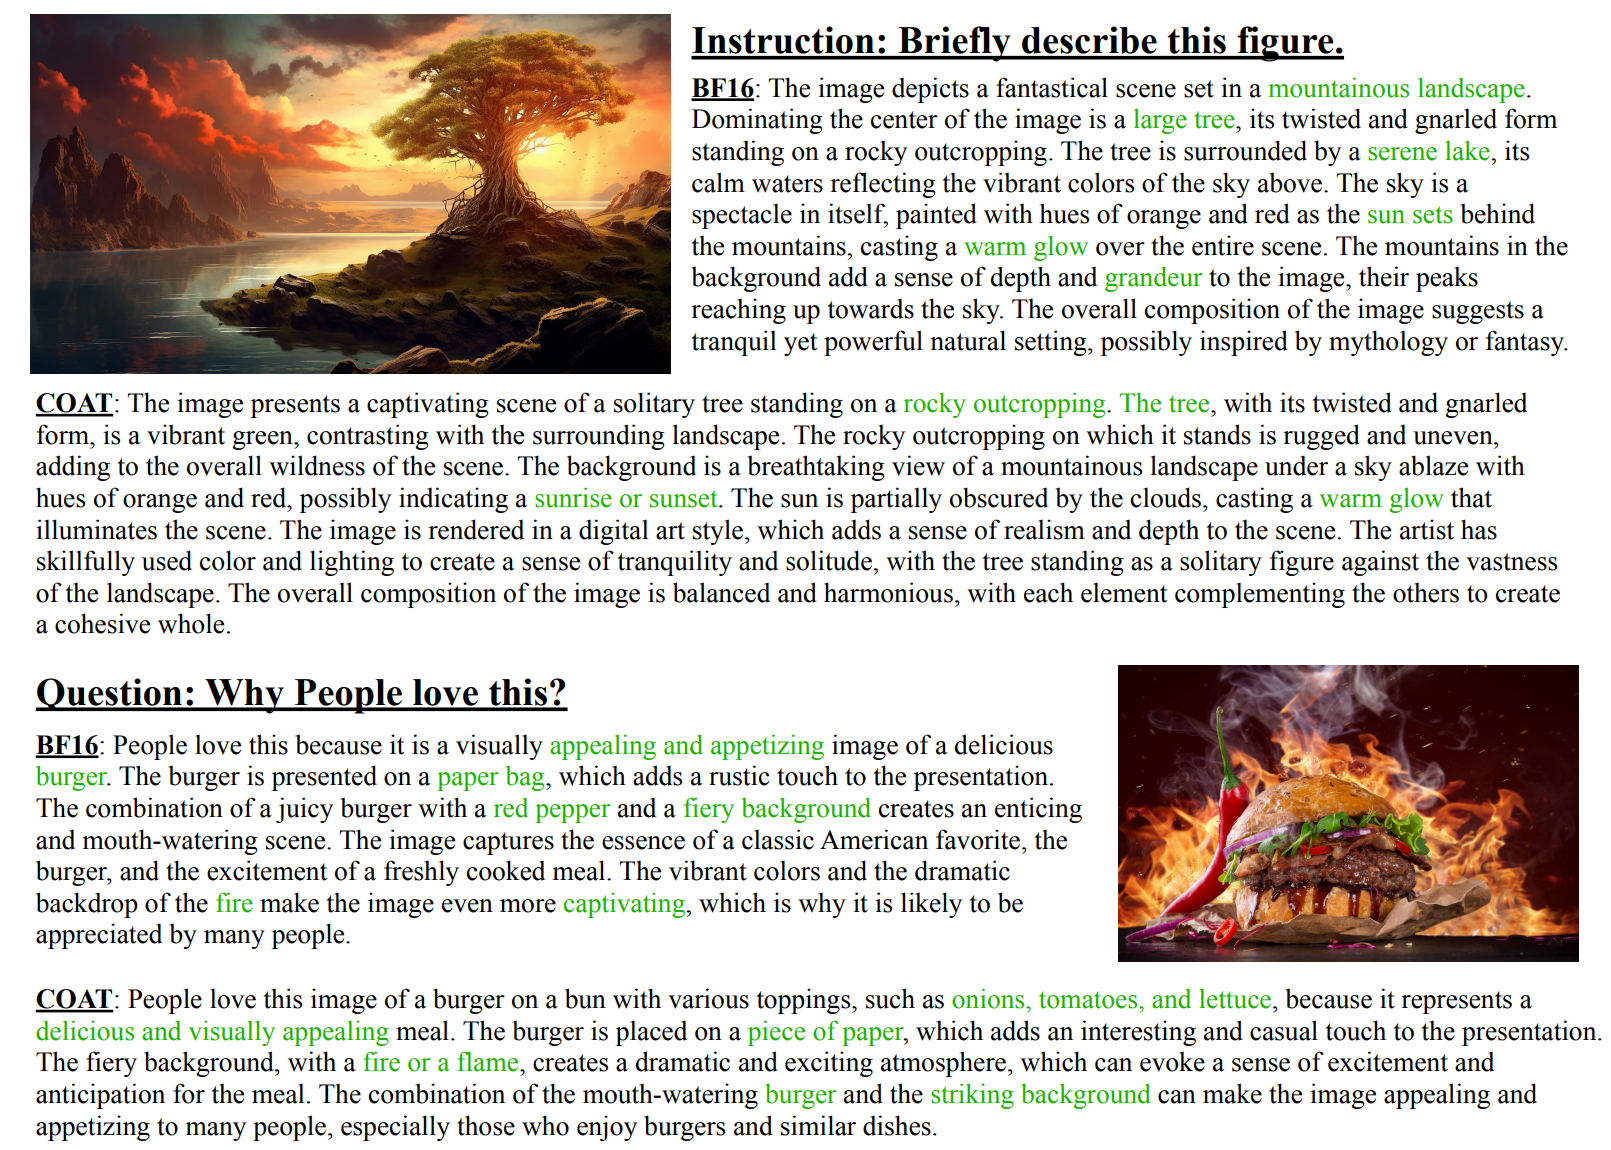 Instruction: Briefly describe this figure.
BF16: The image depicts a fantastical scene set in a mountainous landscape.
Dominating the center of the image is a large tree, its twisted and gnarled form
standing on a rocky outcropping. The tree is surrounded by a serene lake, its
calm waters reflecting the vibrant colors of the sky above. The sky is a
spectacle in itself, painted with hues of orange and red as the sun sets behind
the mountains, casting a warm glow over the entire scene. The mountains in the
background add a sense of depth and grandeur to the image, their peaks
reaching up towards the sky. The overall composition of the image suggests a
tranquil yet powerful natural setting, possibly inspired by mythology or fantasy.
COAT: The image presents a captivating scene of a solitary tree standing on a rocky outcropping. The tree, with its twisted and gnarled
form, is a vibrant green, contrasting with the surrounding landscape. The rocky outcropping on which it stands is rugged and uneven,
adding to the overall wildness of the scene. The background is a breathtaking view of a mountainous landscape under a sky ablaze with
hues of orange and red, possibly indicating a sunrise or sunset. The sun is partially obscured by the clouds, casting a warm glow that
illuminates the scene. The image is rendered in a digital art style, which adds a sense of realism and depth to the scene. The artist has
skillfully used color and lighting to create a sense of tranquility and solitude, with the tree standing as a solitary figure against the vastness
of the landscape. The overall composition of the image is balanced and harmonious, with each element complementing the others to create
a cohesive whole.
Question: Why People love this?
BF16: People love this because it is a visually appealing and appetizing image of a delicious
burger. The burger is presented on a paper bag, which adds a rustic touch to the presentation.
The combination of a juicy burger with a red pepper and a fiery background creates an enticing
and mouth-watering scene. The image captures the essence of a classic American favorite, the
burger, and the excitement of a freshly cooked meal. The vibrant colors and the dramatic
backdrop of the fire make the image even more captivating, which is why it is likely to be
appreciated by many people.
COAT: People love this image of a burger on a bun with various toppings, such as onions, tomatoes, and lettuce, because it represents a
delicious and visually appealing meal. The burger is placed on a piece of paper, which adds an interesting and casual touch to the presentation.
The fiery background, with a fire or a flame, creates a dramatic and exciting atmosphere, which can evoke a sense of excitement and
anticipation for the meal. The combination of the mouth-watering burger and the striking background can make the image appealing and
appetizing to many people, especially those who enjoy burgers and similar dishes.